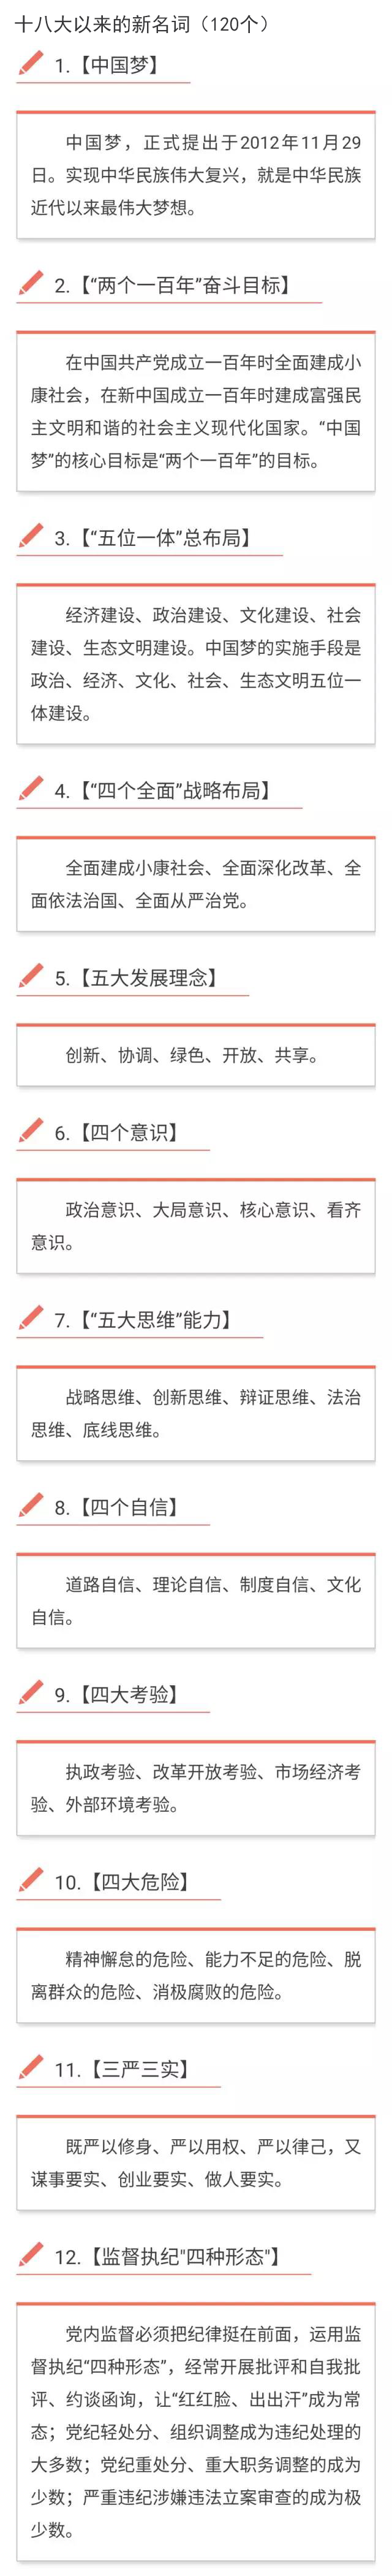 十八大以来的新名词（120个）
1.【中国梦】
中国梦，正式提出于2012年11月29
日。实现中华民族伟大复兴，就是中华民族
近代以来最伟大梦想。
2.【“两个一百年”奋斗目标】
在中国共产党成立一百年时全面建成小
康社会，在新中国成立一百年时建成富强民
主文明和谐的社会主义现代化国家。“中国
梦”的核心目标是“两个一百年”的目标。
3.【“五位一体”总布局】
经济建设、政治建设、文化建设、社会
建设、生态文明建设。中国梦的实施手段是
政治、经济、文化、社会、生态文明五位一
体建设。
4.【“四个全面”战略布局】
全面建成小康社会、全面深化改革、全
面依法治国、全面从严治党。
5.【五大发展理念】
创新、协调、绿色、开放、共享。
6.【四个意识】
政治意识、大局意识、核心意识、看齐
意识。
7.【“五大思维”能力】
战略思维、创新思维、辩证思维、法治
思维、底线思维。
8.【四个自信】
道路自信、理论自信、制度自信、文化
自信。
9.【四大考验】
执政考验、改革开放考验、市场经济考
验、外部环境考验。
10.【四大危险】
精神懈怠的危险、能力不足的危险、脱
离群众的危险、消极腐败的危险。
11.【三严三实】
既严以修身、严以用权、严以律己，又
谋事要实、创业要实、做人要实。
12.【监督执纪"四种形态"】
党内监督必须把纪律挺在前面，运用监
督执纪“四种形态”，经常开展批评和自我批
评、约谈函询，让“红红脸、出出汗”成为常
态；党纪轻处分、组织调整成为违纪处理的
大多数；党纪重处分、重大职务调整的成为
少数；严重违纪涉嫌违法立案审查的成为极
少数。